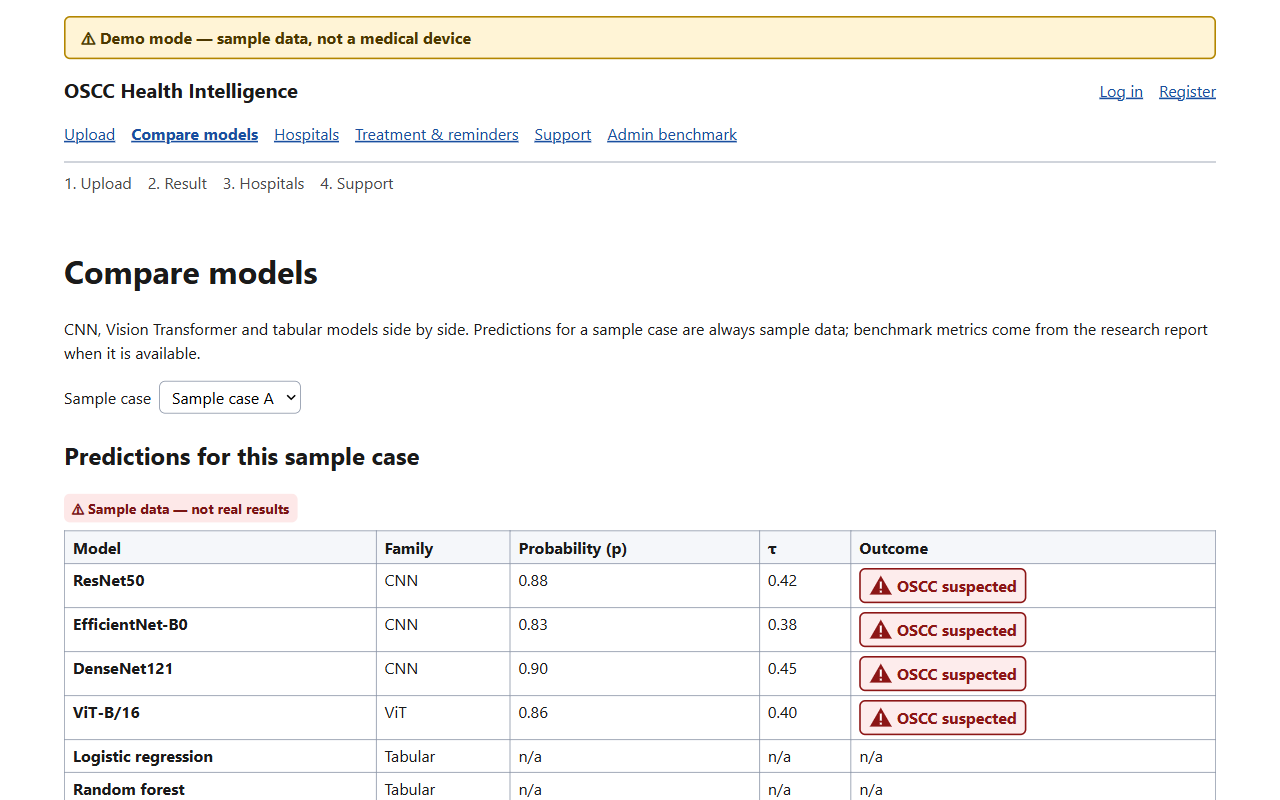 ⚠ Demo mode — sample data, not a medical device
OSCC Health Intelligence
Log in Register
Upload Compare models Hospitals Treatment & reminders Support Admin benchmark
1. Upload 2. Result 3. Hospitals 4. Support
Compare models
CNN, Vision Transformer and tabular models side by side. Predictions for a sample case are always sample data; benchmark metrics come from the research report
when it is available.
Sample case Sample case A
Predictions for this sample case
⚠ Sample data — not real results
Model Family Probability (p) τ Outcome
ResNet50 CNN 0.88 0.42 OSCC suspected
EfficientNet-B0 CNN 0.83 0.38 OSCC suspected
DenseNet121 CNN 0.90 0.45 OSCC suspected
ViT-B/16 ViT 0.86 0.40 OSCC suspected
Logistic regression Tabular n/a n/a n/a
Random forest Tabular n/a n/a n/a